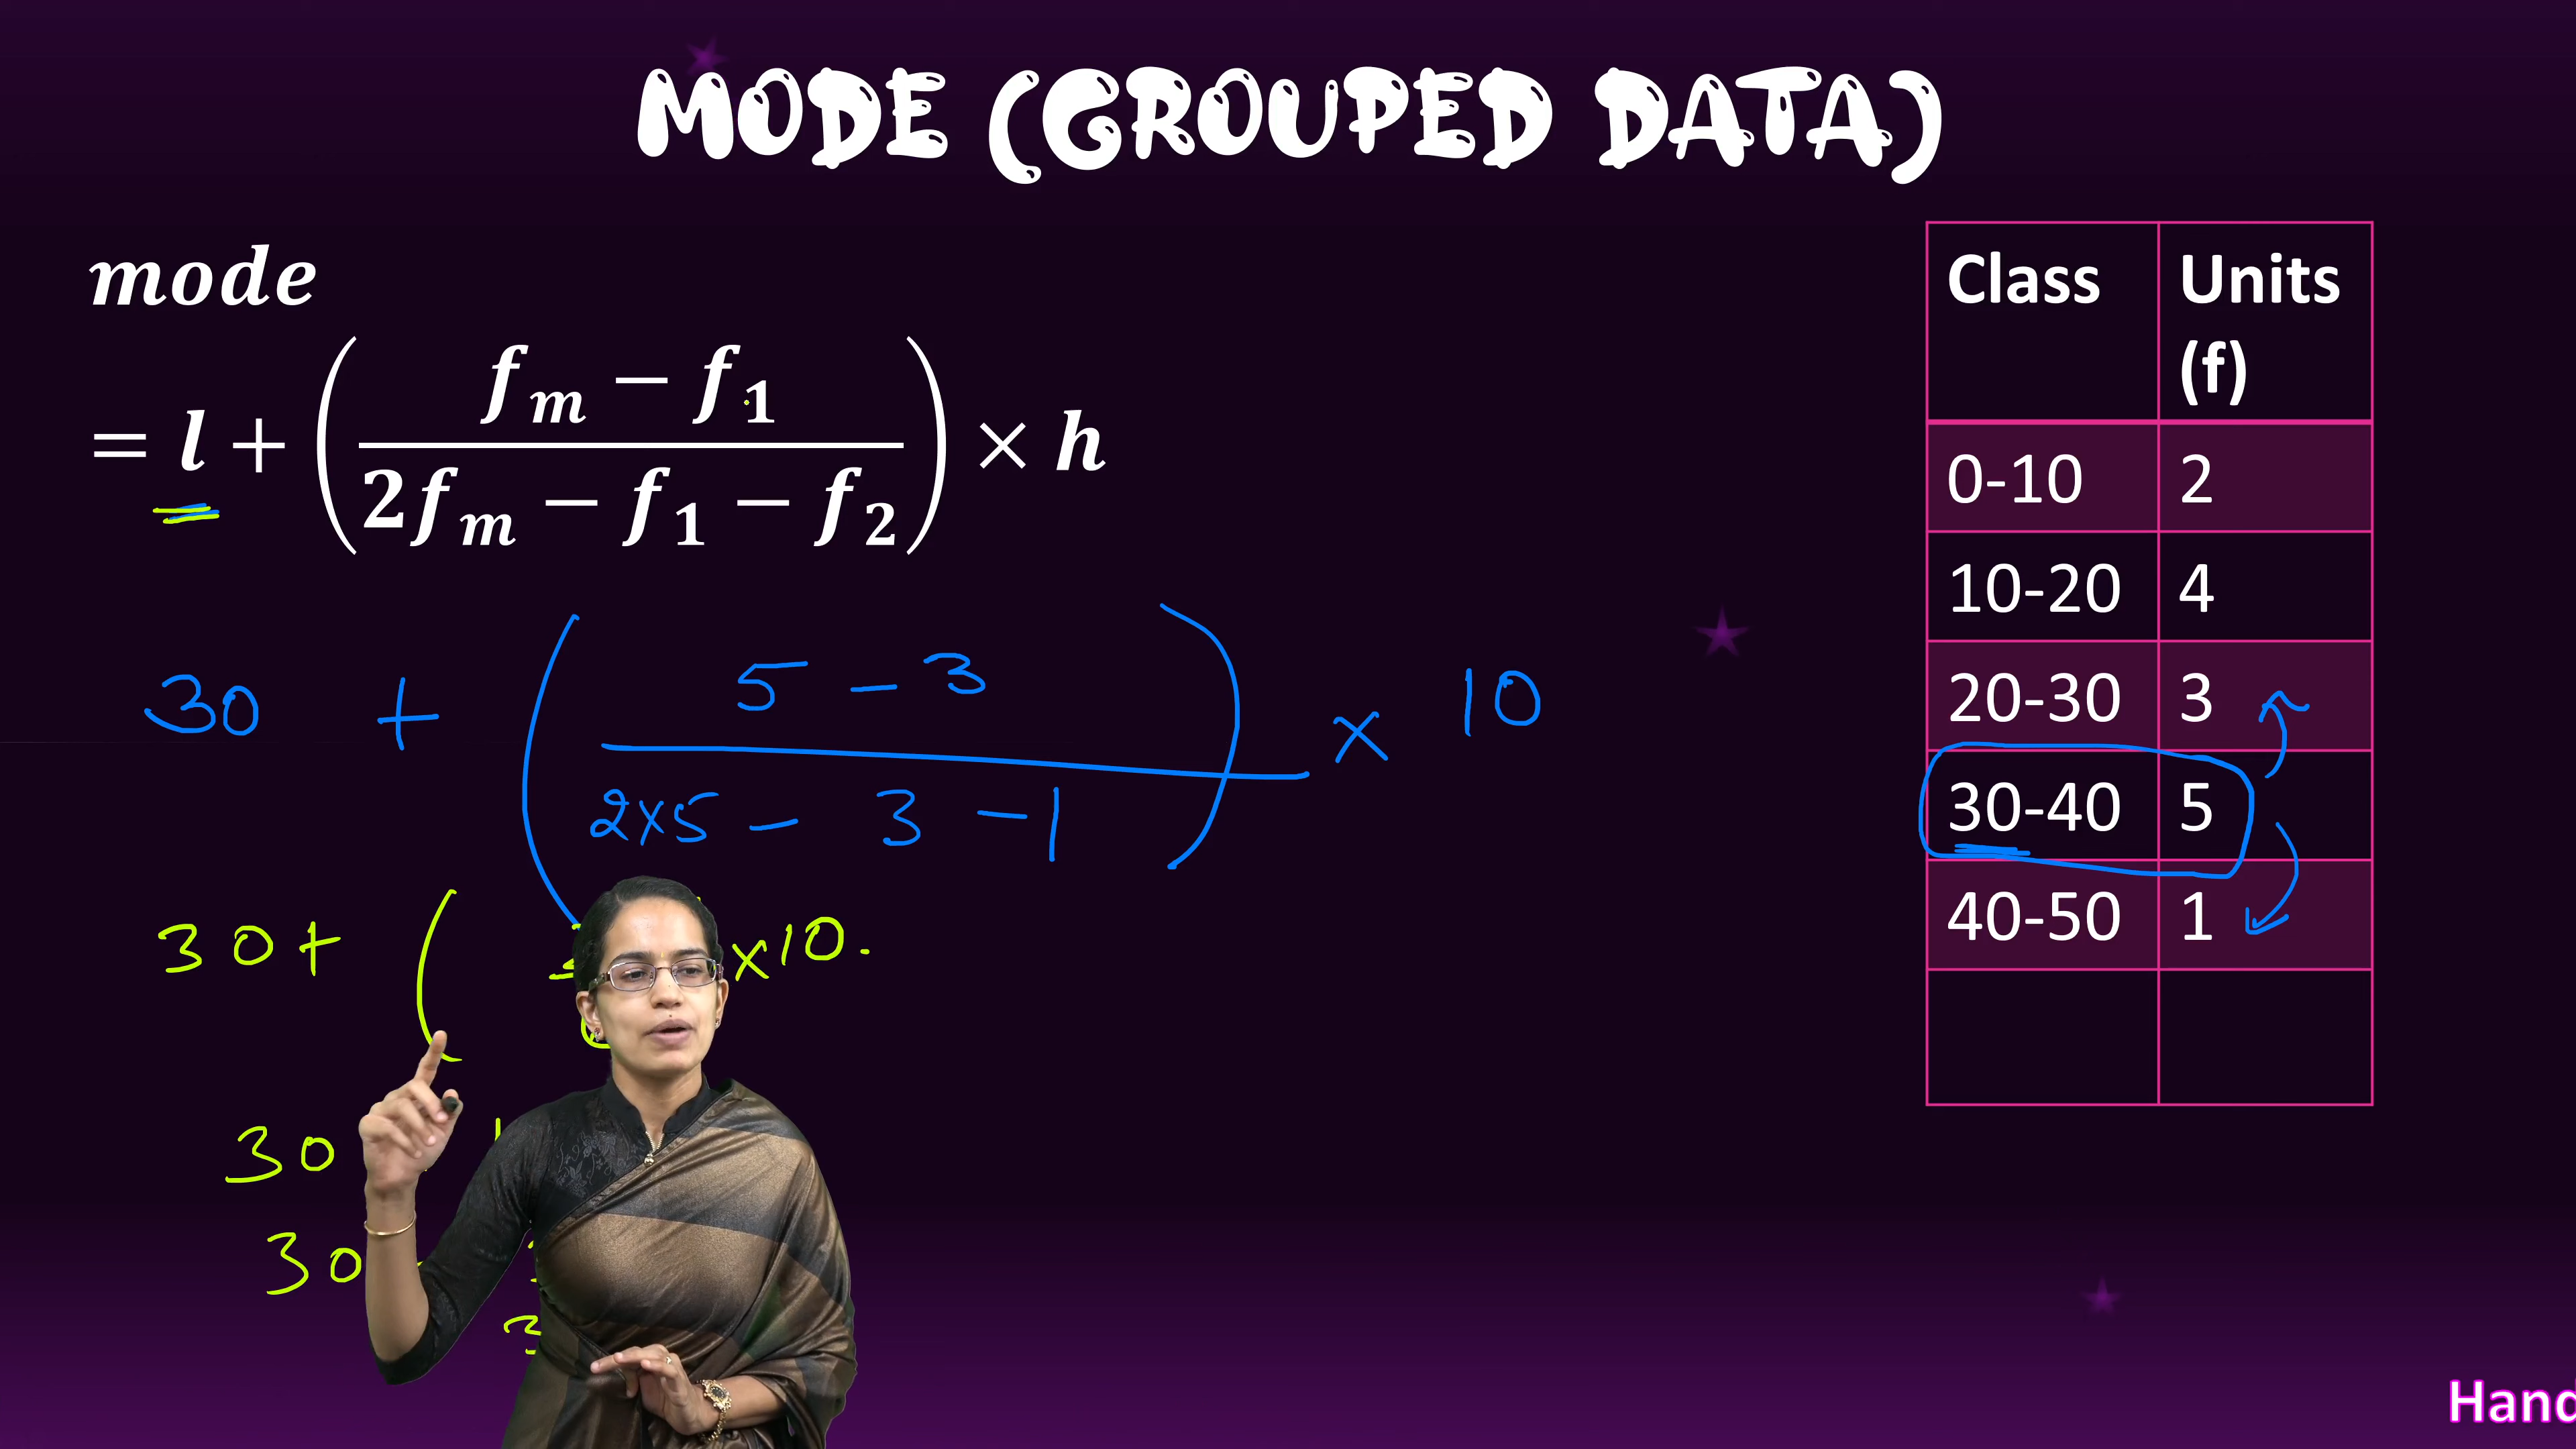 MODE (GROUPED DATA)
mode
= l + ( (f_m − f_1) / (2f_m − f_1 − f_2) ) × h
30 + ( (5 − 3) / (2×5 − 3 − 1) ) × 10
30 + ( ×10.
30
30
3
Class Units (f)
0-10 2
10-20 4
20-30 3
30-40 5
40-50 1
Hand